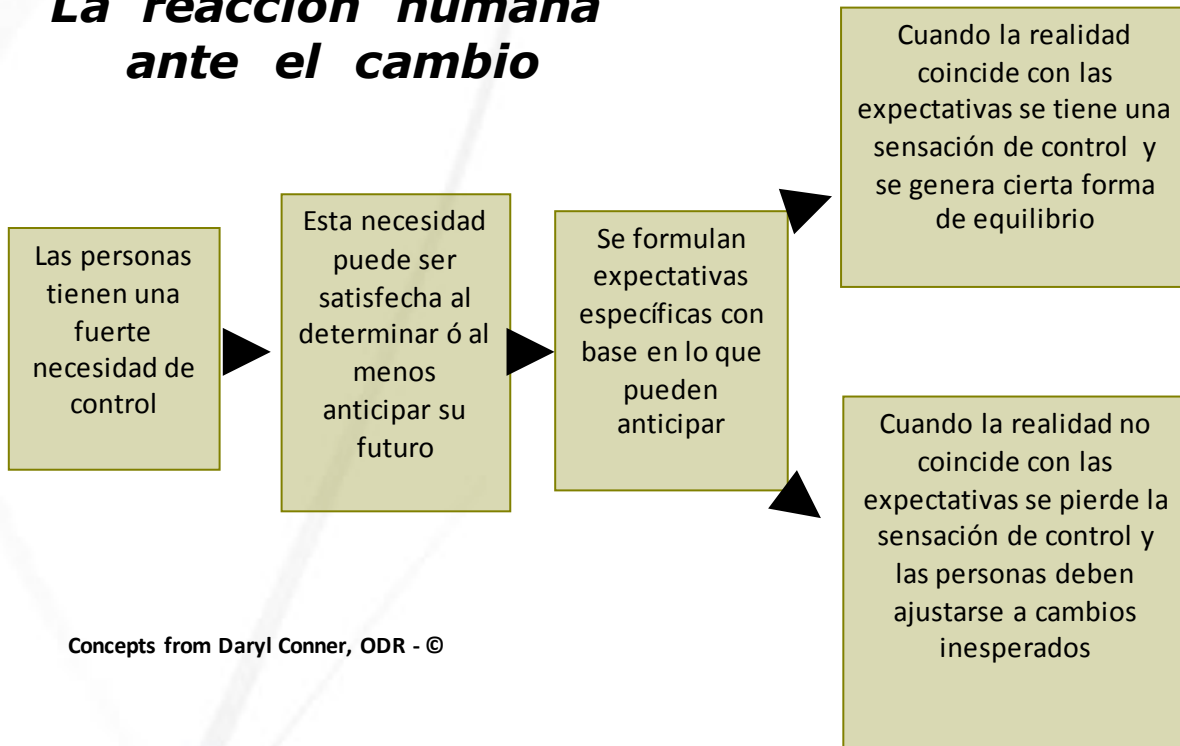 La reacción humana
ante el cambio
Las personas
tienen una
fuerte
necesidad de
control
Esta necesidad
puede ser
satisfecha al
determinar ó al
menos
anticipar su
futuro
Se formulan
expectativas
específicas con
base en lo que
pueden
anticipar
Cuando la realidad
coincide con las
expectativas se tiene una
sensación de control y
se genera cierta forma
de equilibrio
Cuando la realidad no
coincide con las
expectativas se pierde la
sensación de control y
las personas deben
ajustarse a cambios
inesperados
Concepts from Daryl Conner, ODR - ©